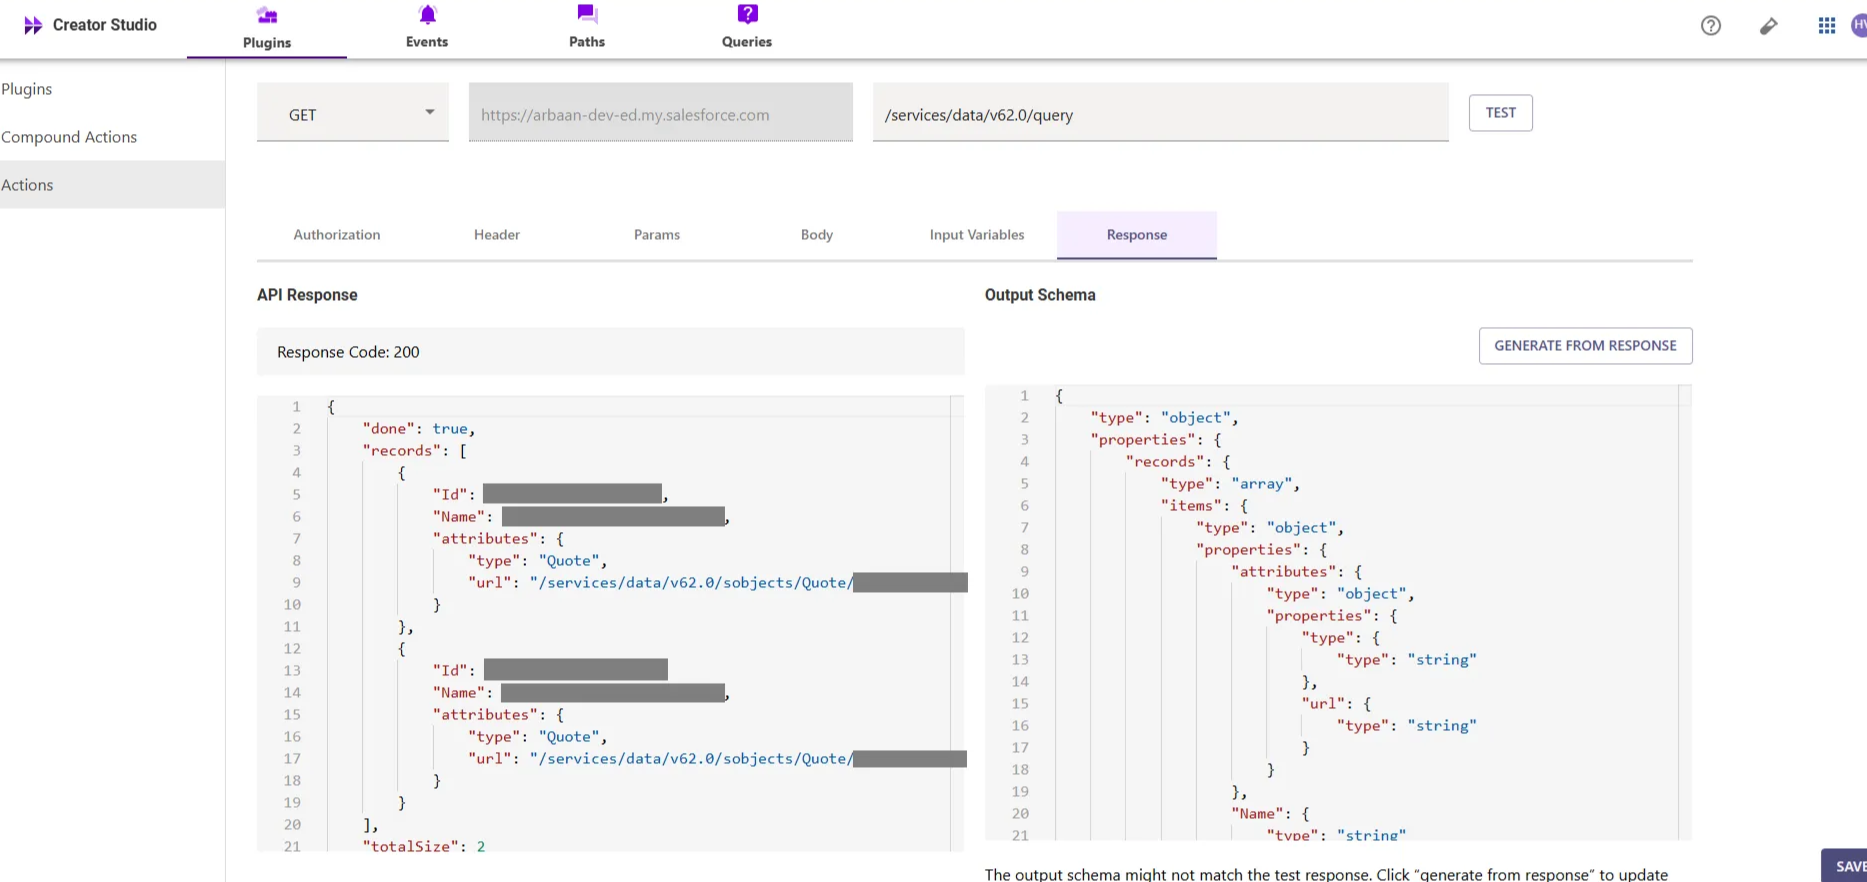 Creator Studio
Plugins
Events
Paths
Queries
HV
Plugins
Compound Actions
Actions
GET
https://arbaan-dev-ed.my.salesforce.com
/services/data/v62.0/query
TEST
Authorization
Header
Params
Body
Input Variables
Response
API Response
Response Code: 200
1 {
2 "done": true,
3 "records": [
4 {
5 "Id": ,
6 "Name": ,
7 "attributes": {
8 "type": "Quote",
9 "url": "/services/data/v62.0/sobjects/Quote/
10 }
11 },
12 {
13 "Id":
14 "Name": ,
15 "attributes": {
16 "type": "Quote",
17 "url": "/services/data/v62.0/sobjects/Quote/
18 }
19 }
20 ],
21 "totalSize": 2
Output Schema
GENERATE FROM RESPONSE
1 {
2 "type": "object",
3 "properties": {
4 "records": {
5 "type": "array",
6 "items": {
7 "type": "object",
8 "properties": {
9 "attributes": {
10 "type": "object",
11 "properties": {
12 "type": {
13 "type": "string"
14 },
15 "url": {
16 "type": "string"
17 }
18 }
19 },
20 "Name": {
21 "type": "string"
The output schema might not match the test response. Click “generate from response” to update
SAVE